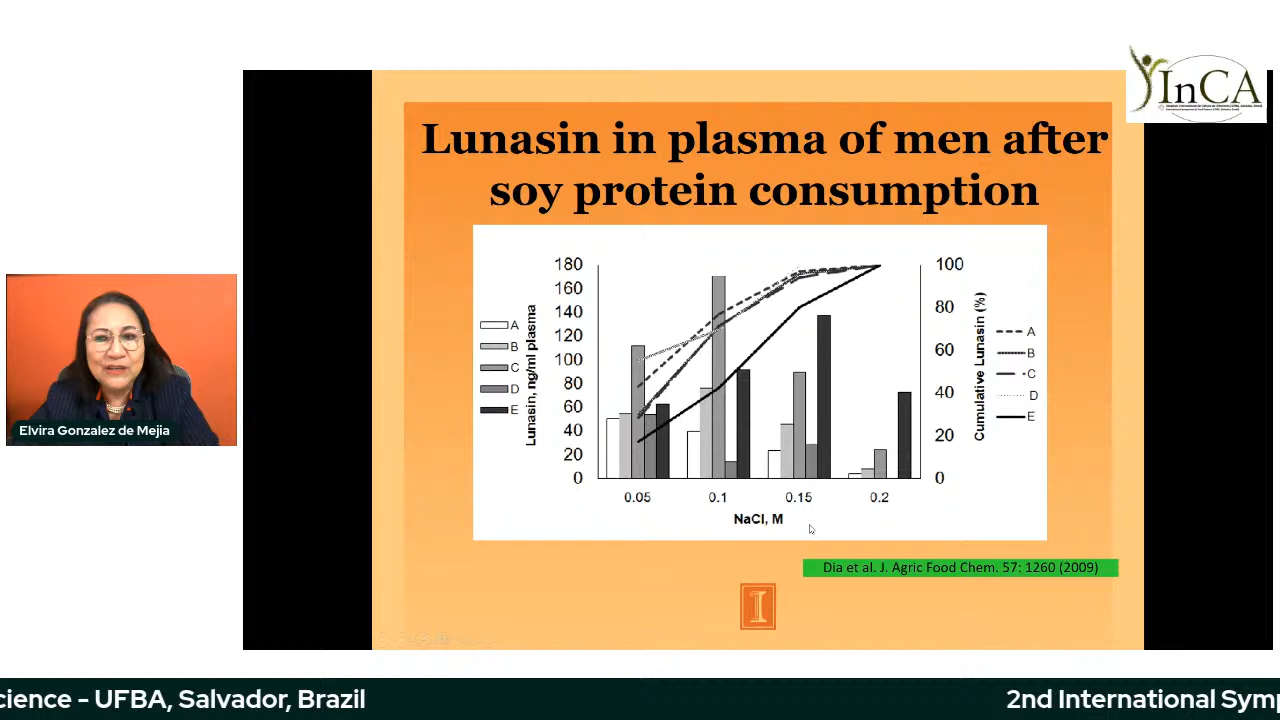 InCA
Lunasin in plasma of men after
soy protein consumption
180
160
140
120
100
80
60
40
20
0
Lunasin, ng/ml plasma
A
B
C
D
E
0.05
0.1
0.15
0.2
NaCl, M
100
80
60
40
20
0
Cumulative Lunasin (%)
A
B
C
D
E
Dia et al. J. Agric Food Chem. 57: 1260 (2009)
I
Elvira Gonzalez de Mejia
cience - UFBA, Salvador, Brazil
2nd International Symp